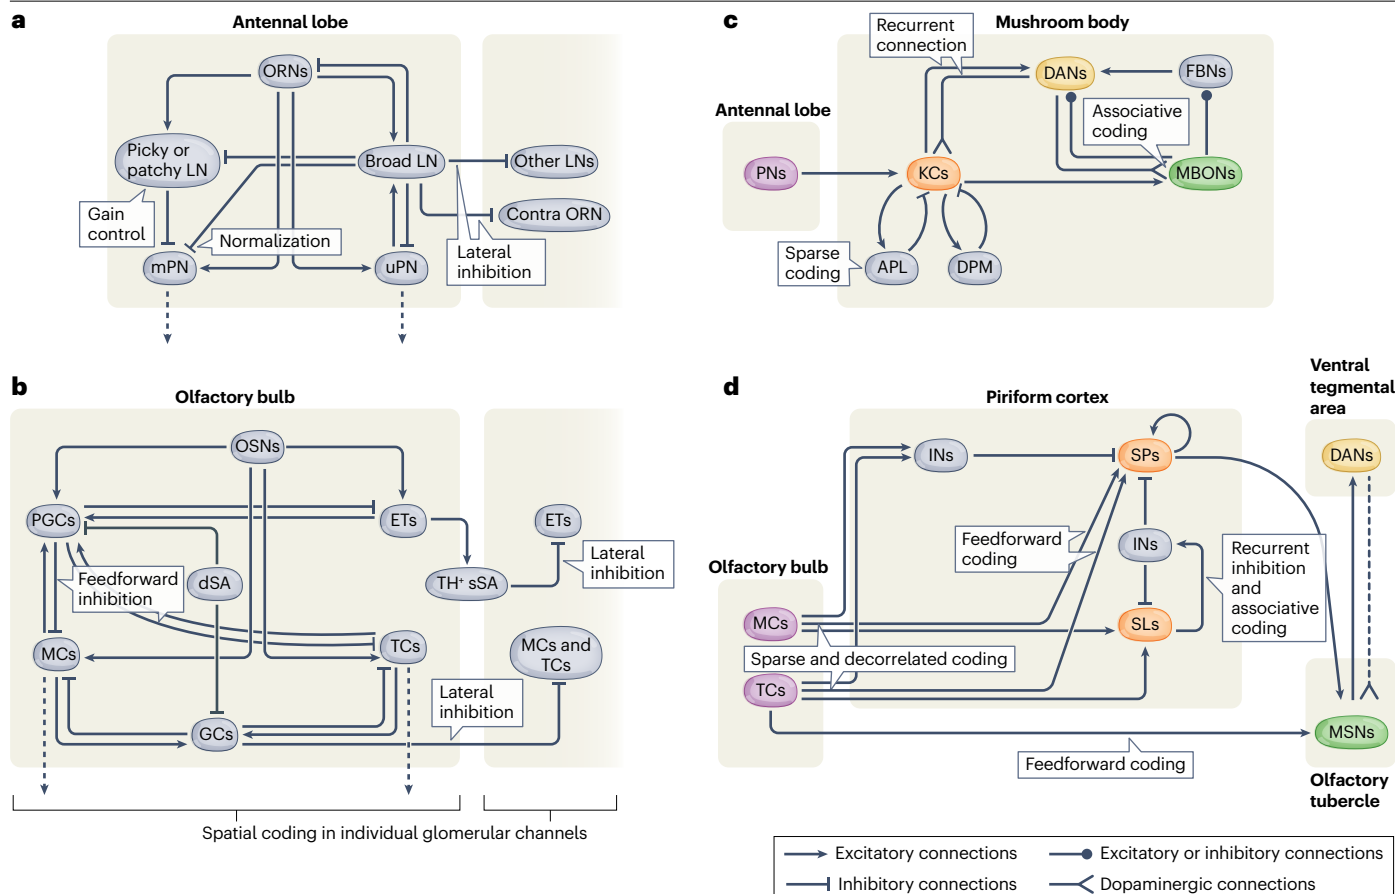 a
Antennal lobe
ORNs
Picky or
patchy LN
Broad LN
Other LNs
Contra ORN
Gain
control
Normalization
Lateral
inhibition
mPN
uPN
b
Olfactory bulb
OSNs
PGCs
ETs
ETs
Feedforward
inhibition
dSA
TH⁺ sSA
Lateral
inhibition
MCs
TCs
MCs and
TCs
Lateral
inhibition
GCs
Spatial coding in individual glomerular channels
c
Mushroom body
Recurrent
connection
DANs
FBNs
Antennal lobe
Associative
coding
PNs
KCs
MBONs
Sparse
coding
APL
DPM
d
Piriform cortex
Ventral
tegmental
area
INs
SPs
DANs
Feedforward
coding
INs
Recurrent
inhibition
and
associative
coding
Olfactory bulb
MCs
SLs
Sparse and decorrelated coding
TCs
MSNs
Feedforward coding
Olfactory
tubercle
Excitatory connections
Excitatory or inhibitory connections
Inhibitory connections
Dopaminergic connections